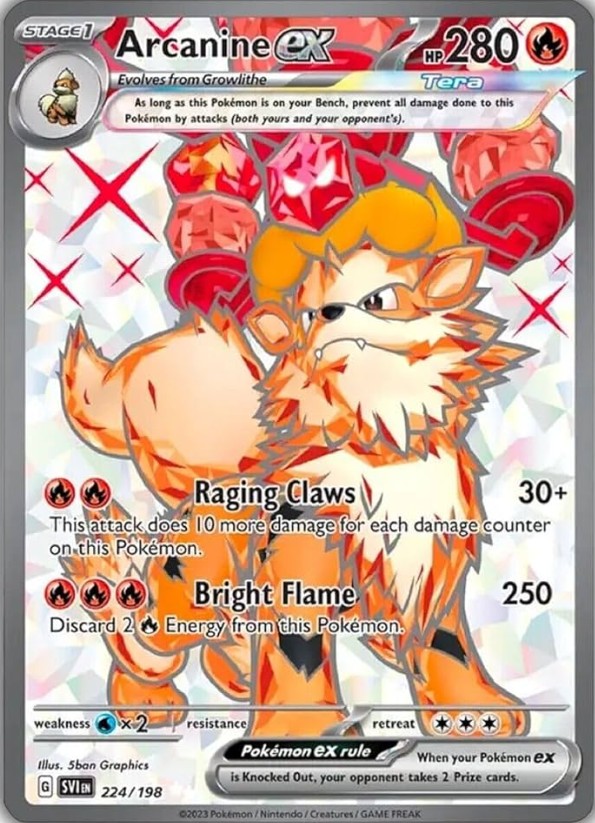 STAGE1 Arcanine ex HP280
Evolves from Growlithe Tera
As long as this Pokémon is on your Bench, prevent all damage done to this
Pokémon by attacks (both yours and your opponent's).
Raging Claws 30+
This attack does 10 more damage for each damage counter
on this Pokémon.
Bright Flame 250
Discard 2 Energy from this Pokémon.
weakness ×2 resistance retreat
Pokémon ex rule When your Pokémon ex
is Knocked Out, your opponent takes 2 Prize cards.
Illus. 5ban Graphics
G SVI EN 224/198
©2023 Pokémon / Nintendo / Creatures / GAME FREAK